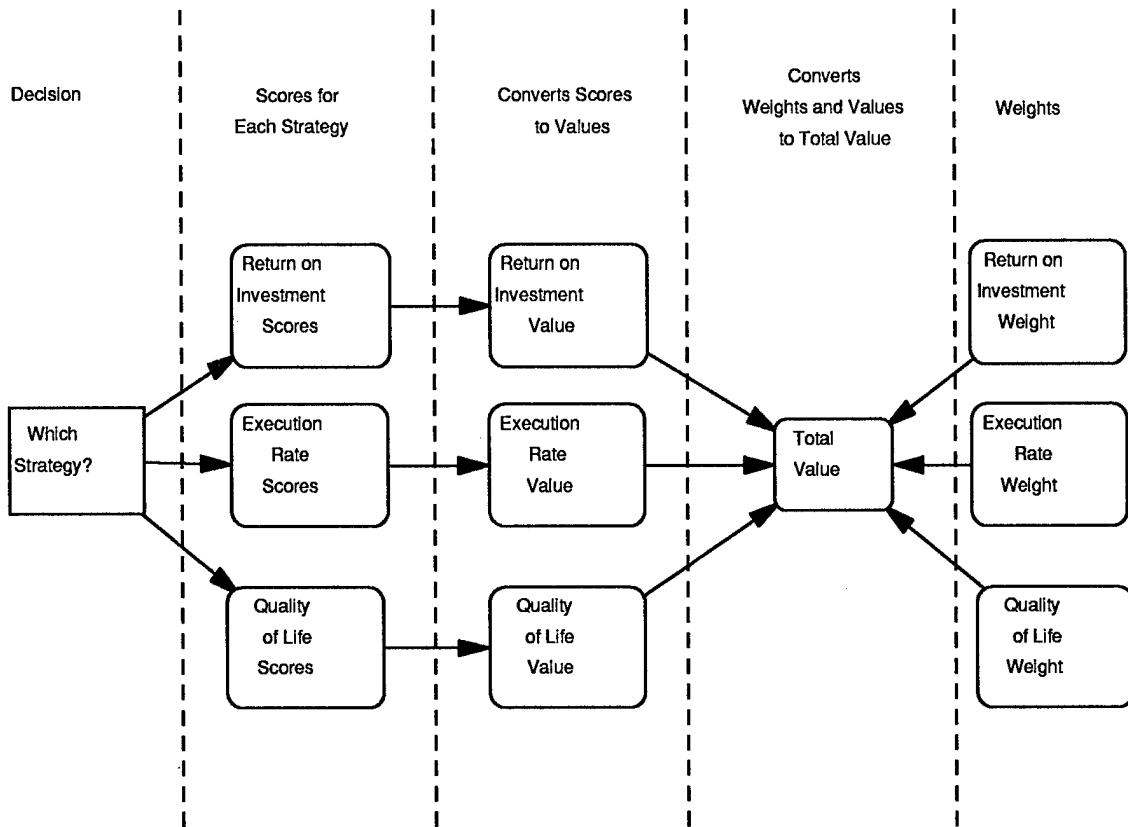 Decision
Scores for
Each Strategy
Converts Scores
to Values
Converts
Weights and Values
to Total Value
Weights
Return on
Investment
Scores
Return on
Investment
Value
Return on
Investment
Weight
Which
Strategy?
Execution
Rate
Scores
Execution
Rate
Value
Total
Value
Execution
Rate
Weight
Quality
of Life
Scores
Quality
of Life
Value
Quality
of Life
Weight